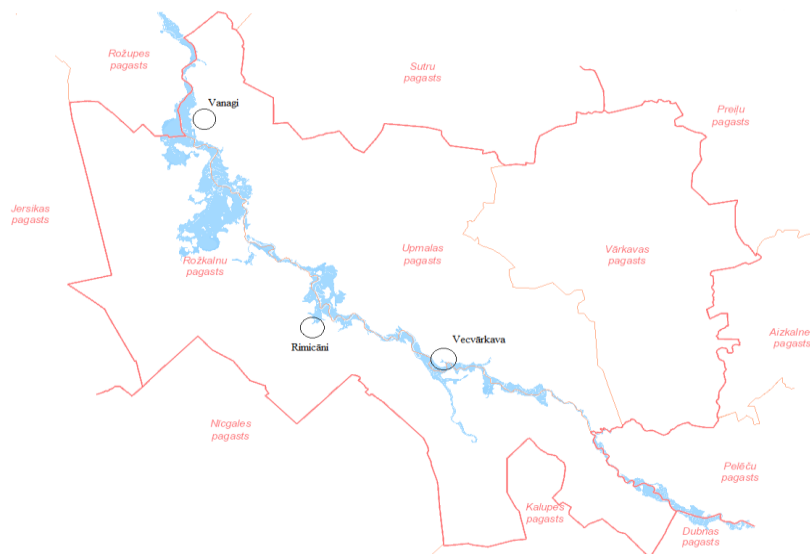 Rožupes
pagasts
Sutru
pagasts
Vanagi
Preiļu
pagasts
Jersikas
pagasts
Rožkalnu
pagasts
Upmalas
pagasts
Vārkavas
pagasts
Aizkalne
pagasts
Rimicāni
Vecvārkava
Nīcgales
pagasts
Pelēču
pagasts
Kalupes
pagasts
Dubnas
pagasts